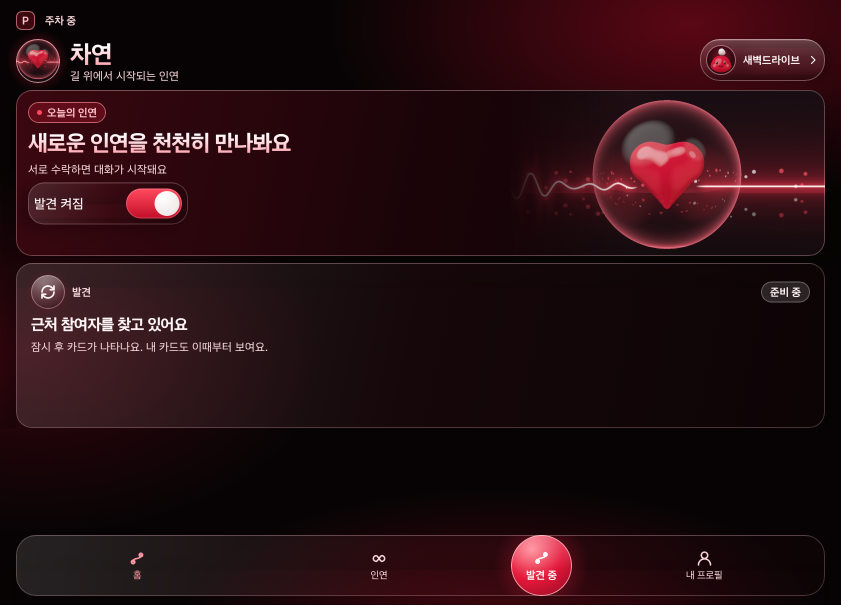 P 주차 중
차연
길 위에서 시작되는 인연
새벽드라이브
오늘의 인연
새로운 인연을 천천히 만나봐요
서로 수락하면 대화가 시작돼요
발견 켜짐
발견
준비 중
근처 참여자를 찾고 있어요
잠시 후 카드가 나타나요. 내 카드도 이때부터 보여요.
홈
인연
발견 중
내 프로필